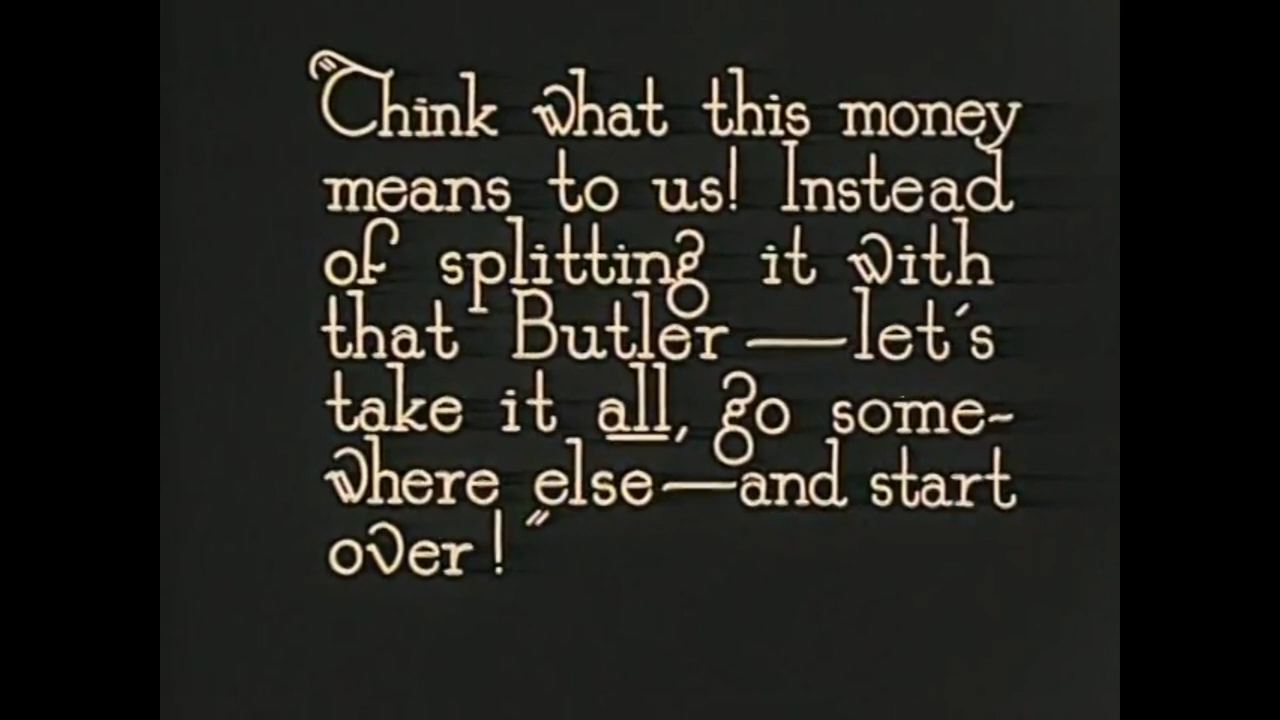 "Think what this money
means to us! Instead
of splitting it with
that Butler—let's
take it all, go some-
where else—and start
over!"